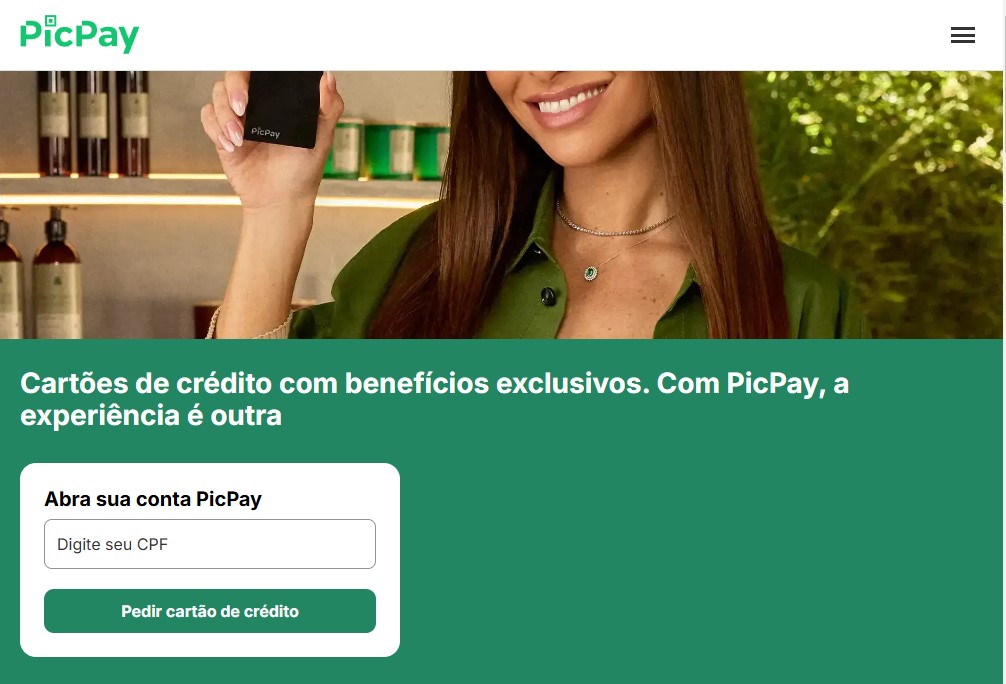 PicPay
PicPay
Cartões de crédito com benefícios exclusivos. Com PicPay, a
experiência é outra
Abra sua conta PicPay
Digite seu CPF
Pedir cartão de crédito